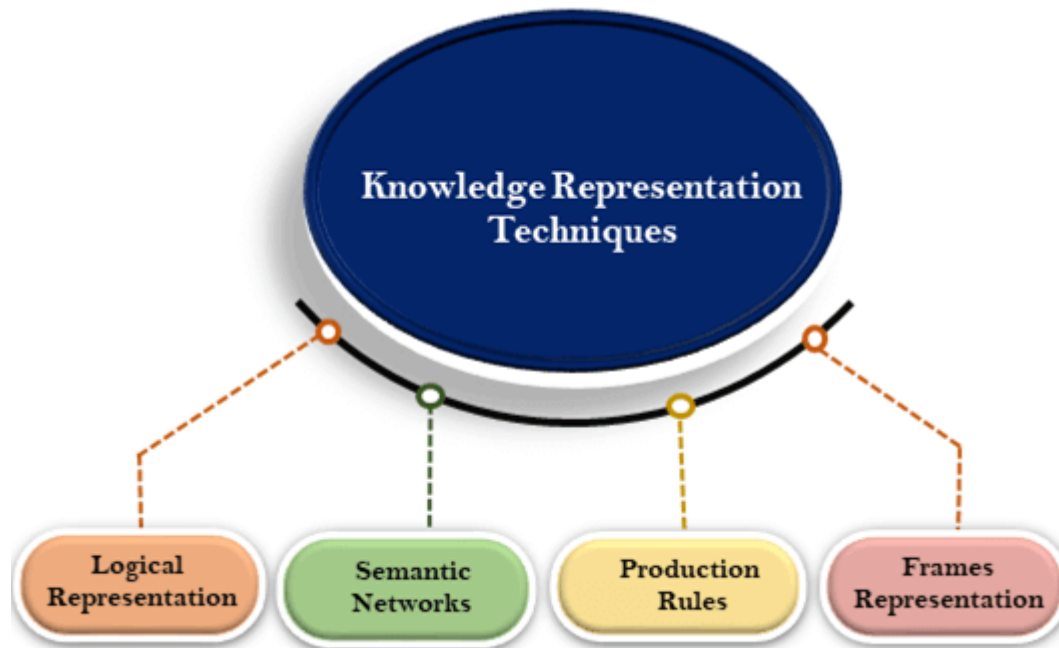 Knowledge Representation
Techniques
Logical
Representation
Semantic
Networks
Production
Rules
Frames
Representation